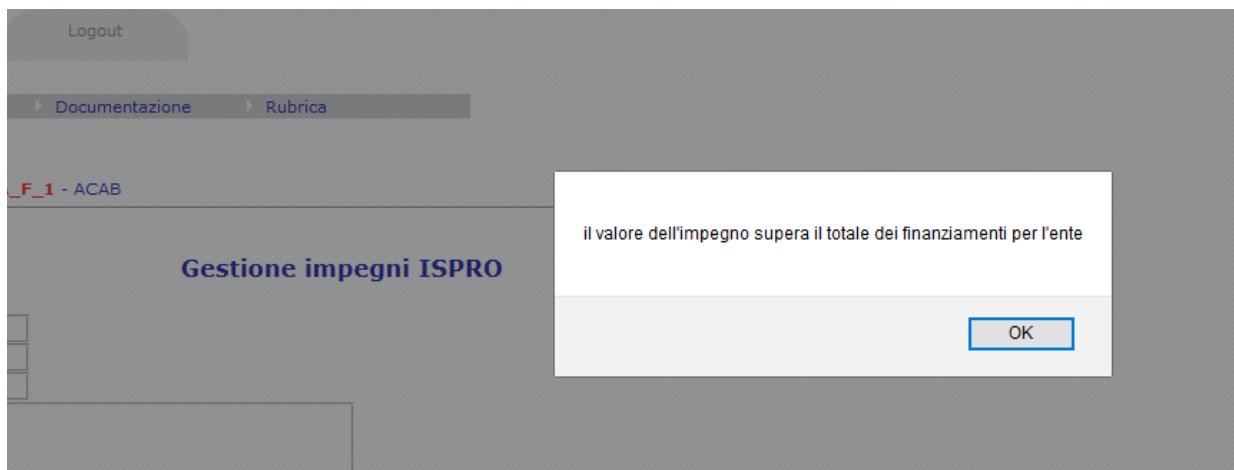 Logout
Documentazione Rubrica
_F_1 - ACAB
il valore dell'impegno supera il totale dei finanziamenti per l'ente
Gestione impegni ISPRO
OK